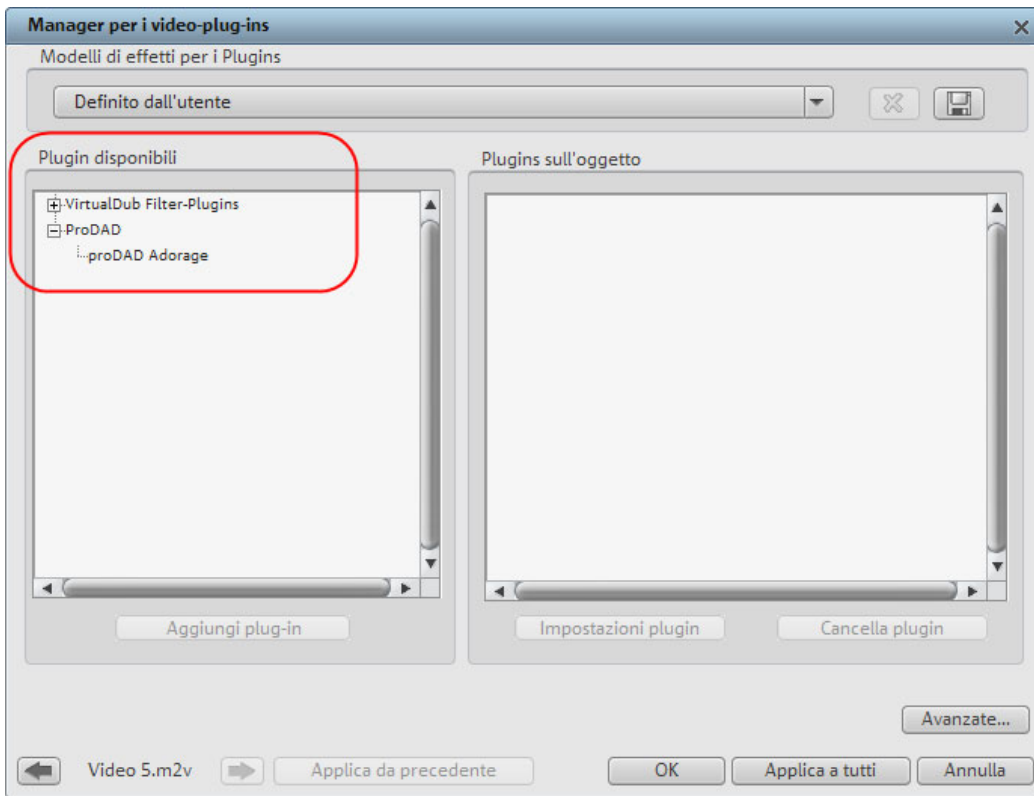 Manager per i video-plug-ins
Modelli di effetti per i Plugins
Definito dall'utente
Plugin disponibili
VirtualDub Filter-Plugins
ProDAD
proDAD Adorage
Aggiungi plug-in
Plugins sull'oggetto
Impostazioni plugin
Cancella plugin
Avanzate...
Video 5.m2v
Applica da precedente
OK
Applica a tutti
Annulla